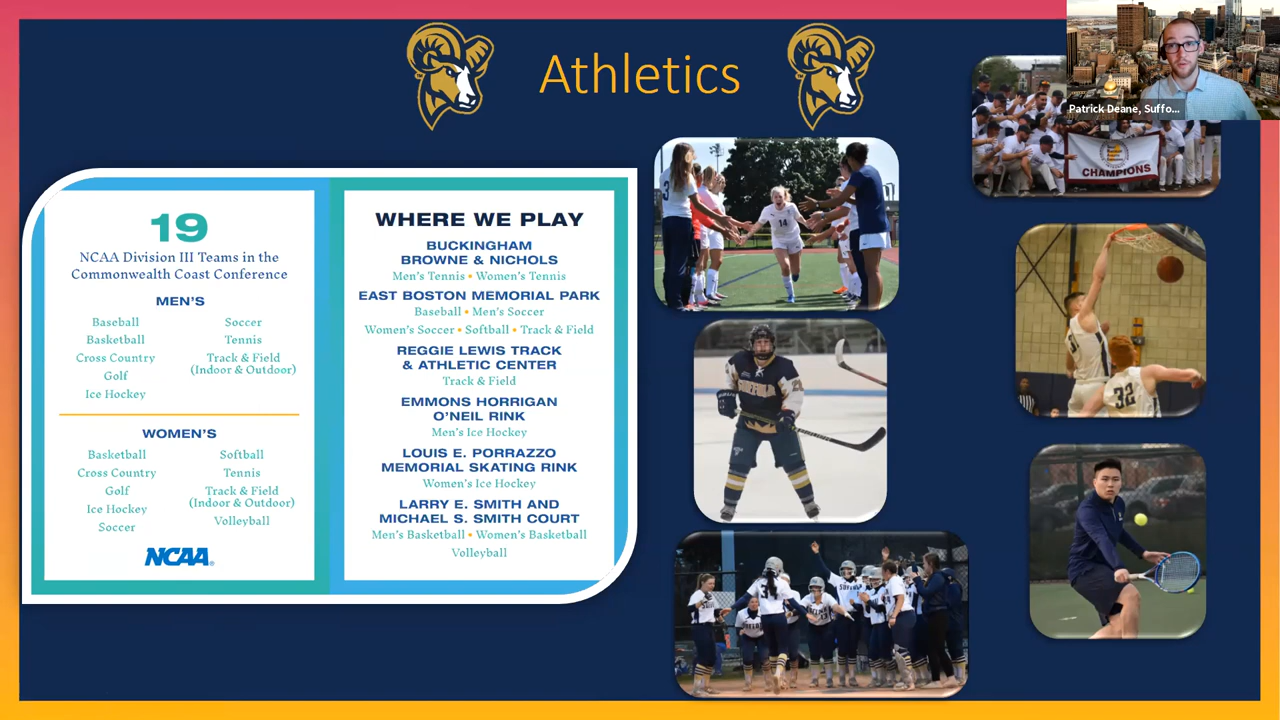 Athletics
Patrick Deane, Suffo...
CHAMPIONS
19
NCAA Division III Teams in the
Commonwealth Coast Conference
MEN'S
Baseball
Basketball
Cross Country
Golf
Ice Hockey
Soccer
Tennis
Track & Field
(Indoor & Outdoor)
WOMEN'S
Basketball
Cross Country
Golf
Ice Hockey
Soccer
Softball
Tennis
Track & Field
(Indoor & Outdoor)
Volleyball
NCAA®
WHERE WE PLAY
BUCKINGHAM
BROWNE & NICHOLS
Men's Tennis • Women's Tennis
EAST BOSTON MEMORIAL PARK
Baseball • Men's Soccer
Women's Soccer • Softball • Track & Field
REGGIE LEWIS TRACK
& ATHLETIC CENTER
Track & Field
EMMONS HORRIGAN
O'NEIL RINK
Men's Ice Hockey
LOUIS E. PORRAZZO
MEMORIAL SKATING RINK
Women's Ice Hockey
LARRY E. SMITH AND
MICHAEL S. SMITH COURT
Men's Basketball • Women's Basketball
Volleyball
3
14
SUFFOLK
32